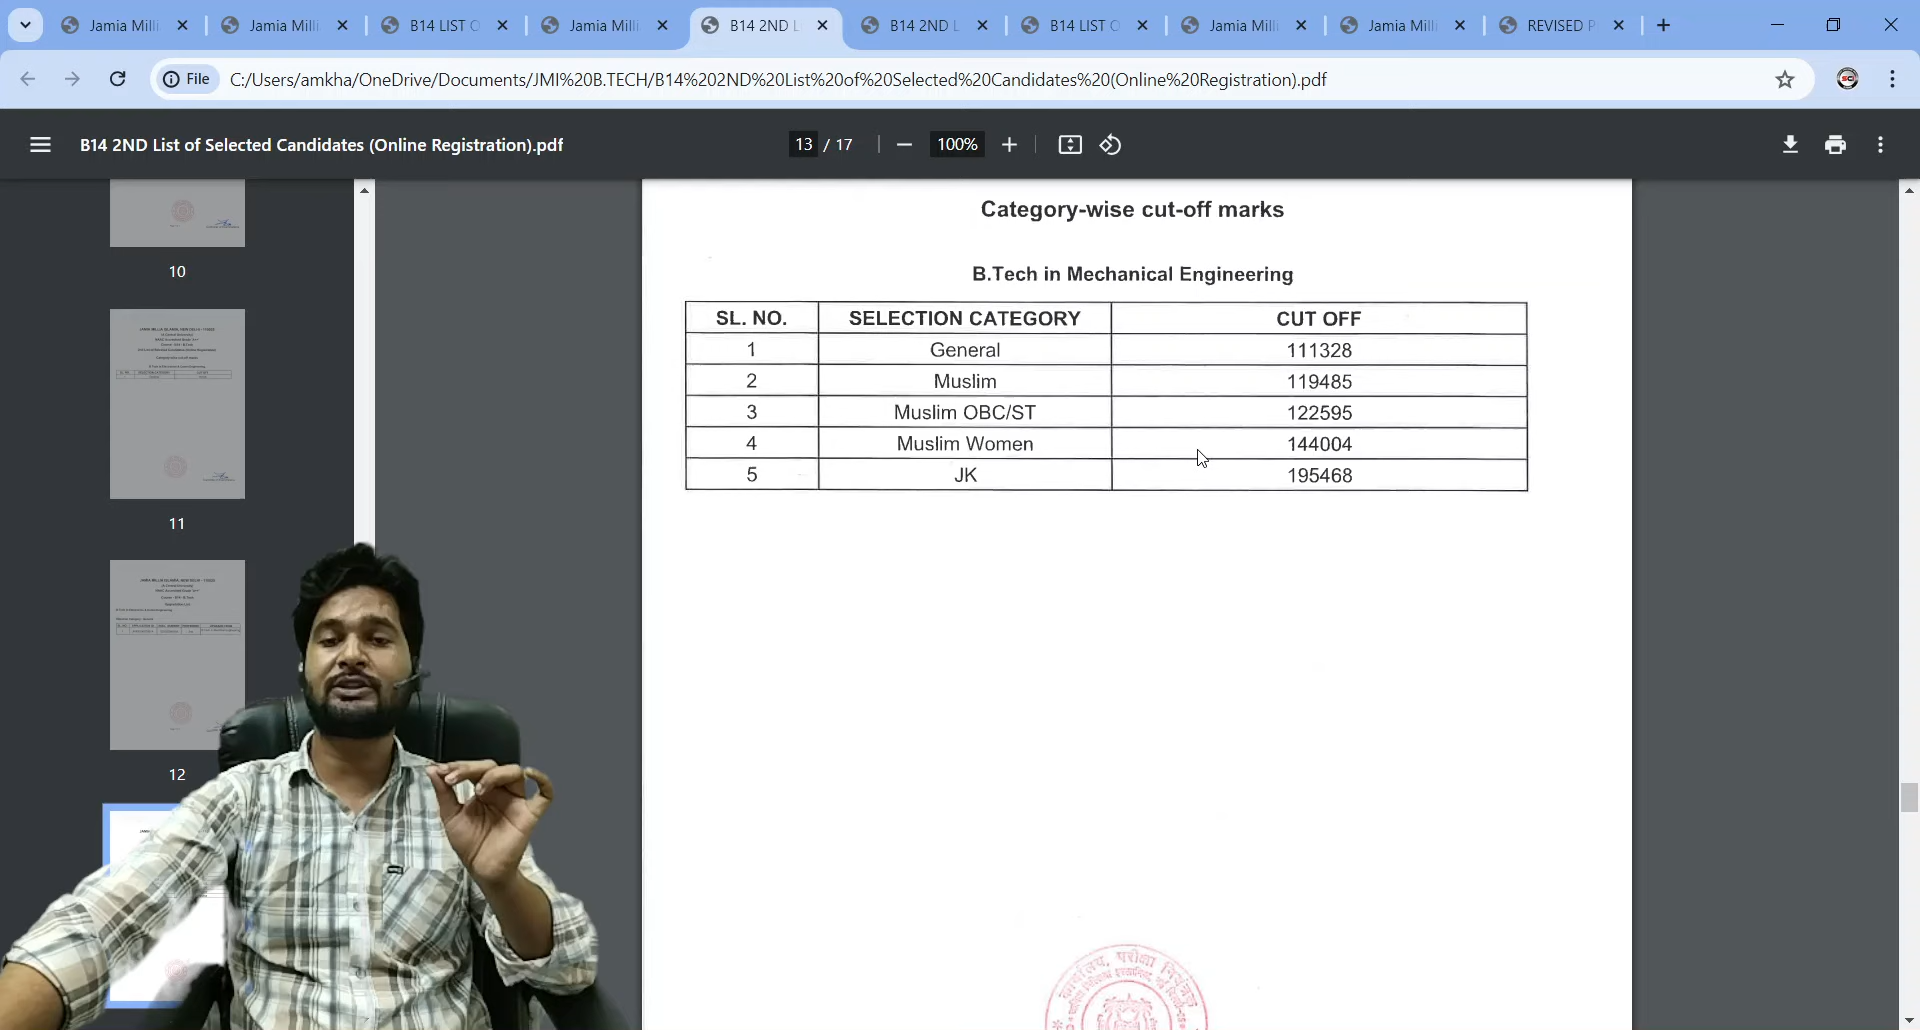 Jamia Milli
Jamia Milli
B14 LIST O
Jamia Milli
B14 2ND L
B14 2ND L
B14 LIST O
Jamia Milli
Jamia Milli
REVISED P
File
C:/Users/amkha/OneDrive/Documents/JMI%20B.TECH/B14%202ND%20List%20of%20Selected%20Candidates%20(Online%20Registration).pdf
B14 2ND List of Selected Candidates (Online Registration).pdf
13 / 17
100%
10
11
12
Category-wise cut-off marks
B.Tech in Mechanical Engineering
SL. NO. SELECTION CATEGORY CUT OFF
1 General 111328
2 Muslim 119485
3 Muslim OBC/ST 122595
4 Muslim Women 144004
5 JK 195468